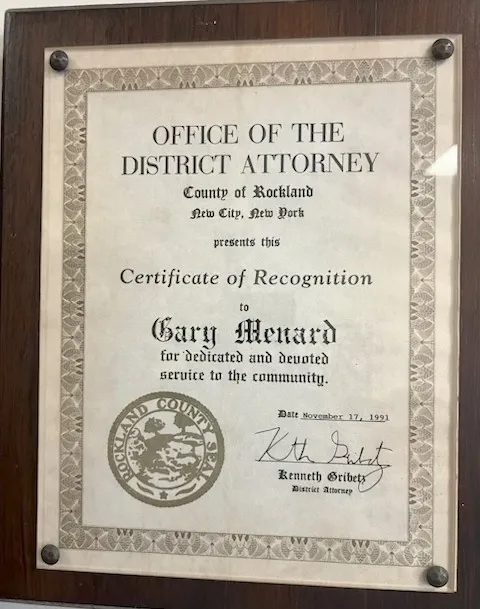 OFFICE OF THE
DISTRICT ATTORNEY
County of Rockland
New City, New York
presents this
Certificate of Recognition
to
Gary Menard
for dedicated and devoted
service to the community.
Date November 17, 1991
Kenneth Gribetz
District Attorney
ROCKLAND COUNTY SEAL